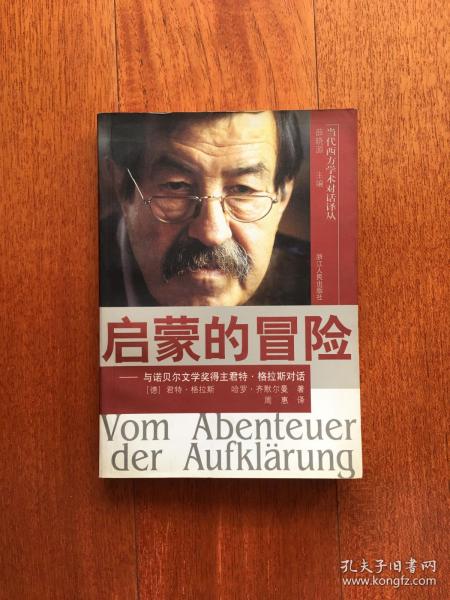 当代西方学术对话译丛
薛晓源 主编
浙江人民出版社
启蒙的冒险
——与诺贝尔文学奖得主君特·格拉斯对话
[德] 君特·格拉斯 哈罗·齐默尔曼 著
周惠 译
Vom Abenteuer
der Aufklärung
孔夫子旧书网
www.kongfz.com